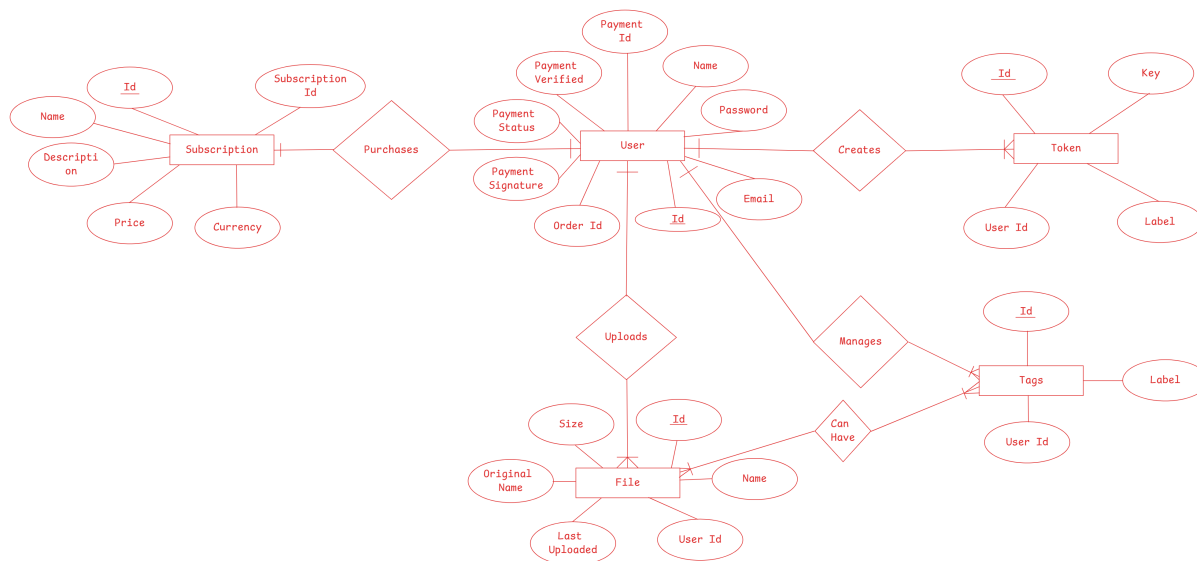 Payment
Id
Payment
Verified
Name
Id
Subscription
Id
Id
Key
Name
Payment
Status
Password
Subscription
Purchases
User
Creates
Token
Descripti
on
Payment
Signature
Email
Price
Currency
Order Id
Id
User Id
Label
Id
Uploads
Manages
Tags
Label
Size
Id
Can
Have
User Id
Original
Name
File
Name
Last
Uploaded
User Id